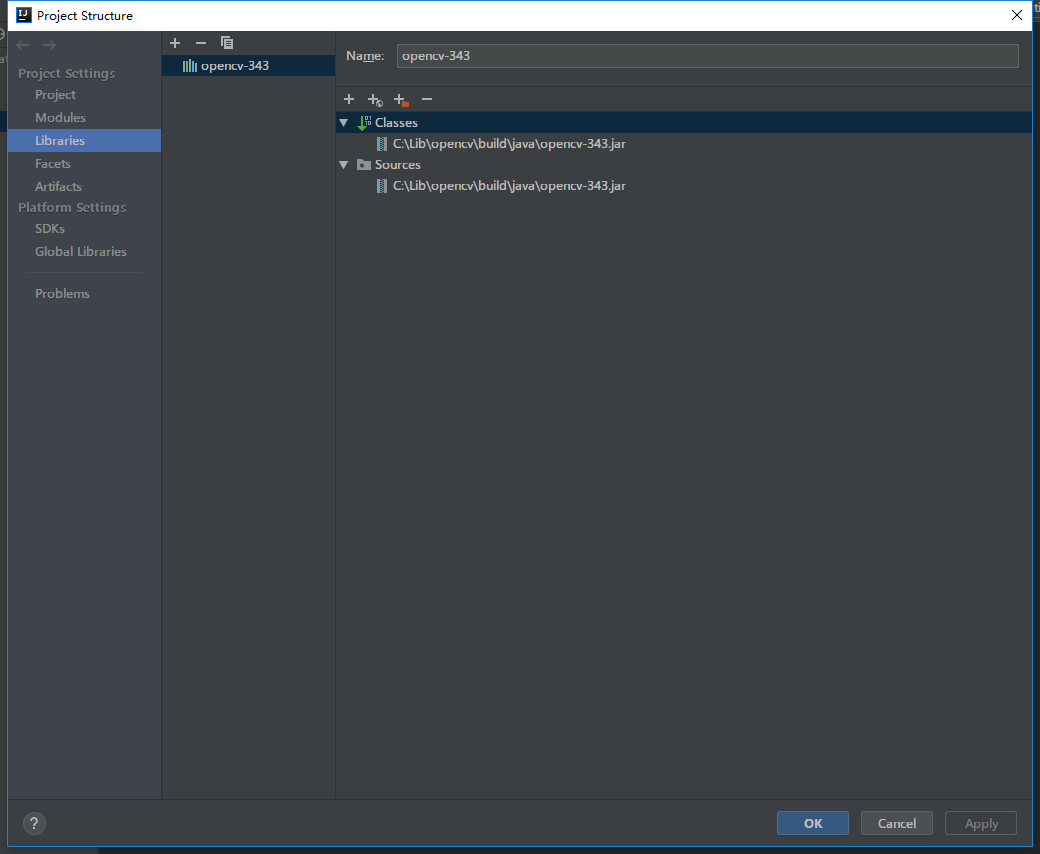 Project Structure
Project Settings
Project
Modules
Libraries
Facets
Artifacts
Platform Settings
SDKs
Global Libraries
Problems
opencv-343
Name: opencv-343
Classes
C:\Lib\opencv\build\java\opencv-343.jar
Sources
C:\Lib\opencv\build\java\opencv-343.jar
?
OK Cancel Apply